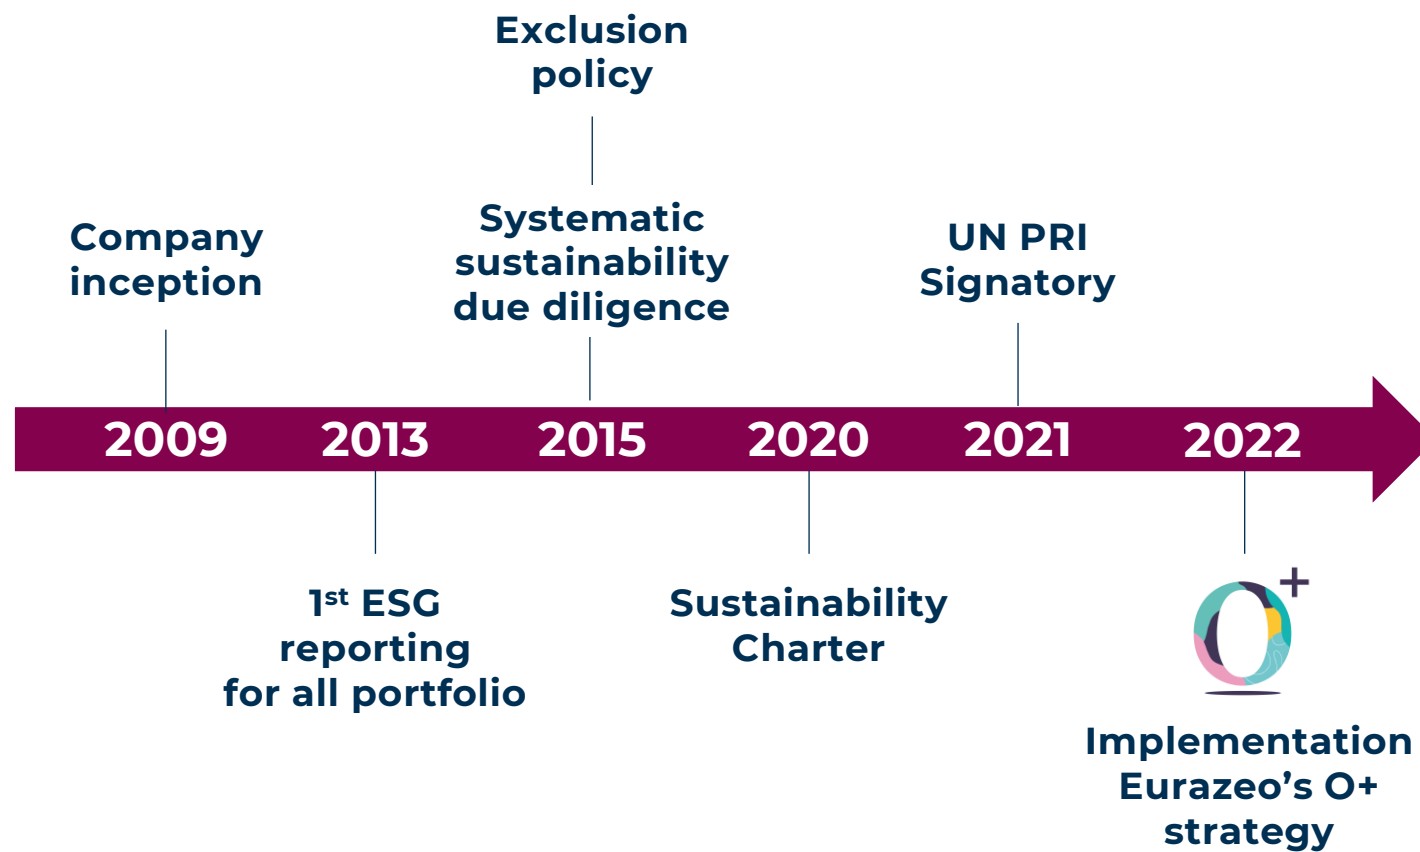 Exclusion
policy
Company
inception
Systematic
sustainability
due diligence
UN PRI
Signatory
2009 2013 2015 2020 2021 2022
1st ESG
reporting
for all portfolio
Sustainability
Charter
O+
Implementation
Eurazeo’s O+
strategy